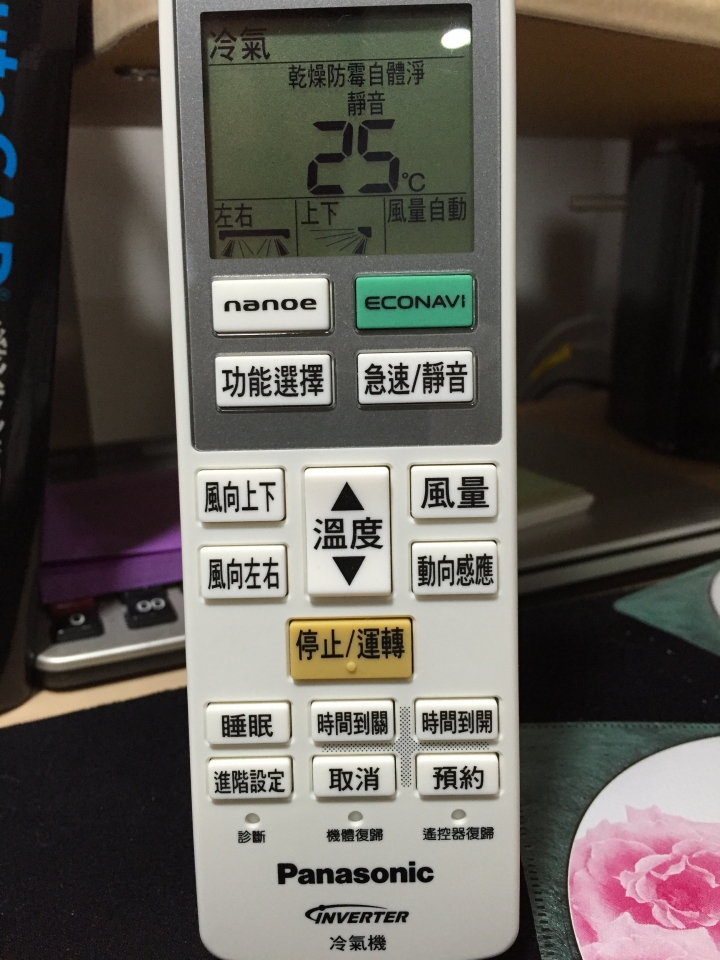 冷氣
乾燥防霉自體淨
靜音
25℃
左右 上下 風量自動
nanoe ECONAVI
功能選擇 急速/靜音
風向上下 ▲ 風量
溫度
風向左右 ▼ 動向感應
停止/運轉
睡眠 時間到關 時間到開
進階設定 取消 預約
診斷 機體復歸 遙控器復歸
Panasonic
INVERTER
冷氣機